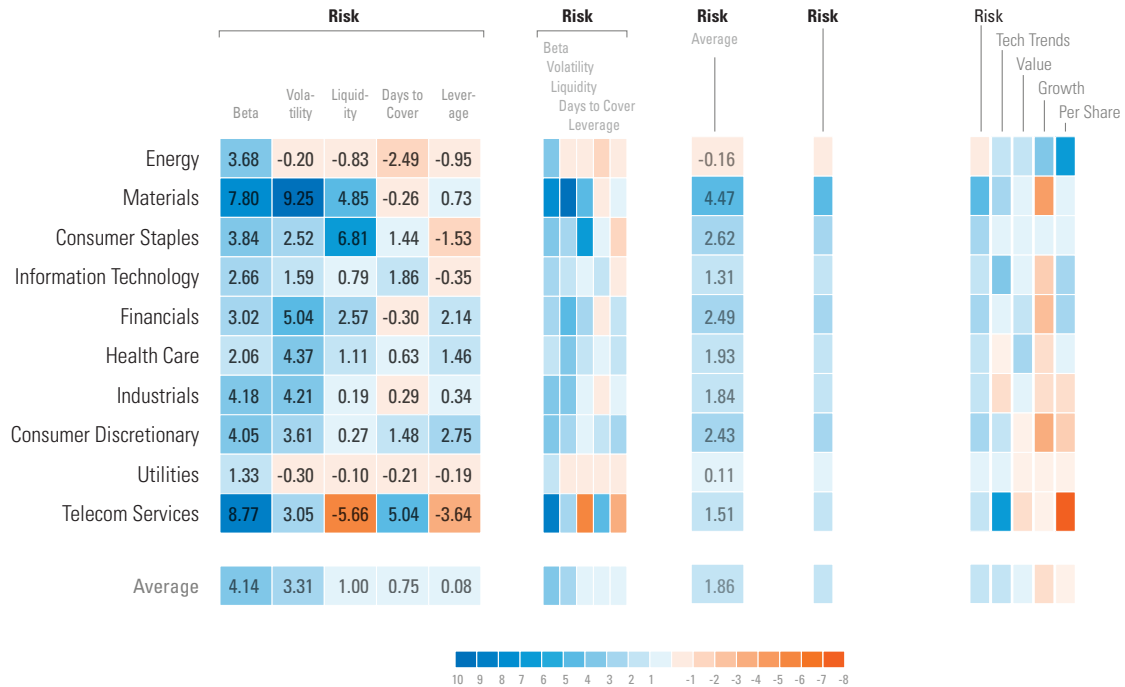 Risk Risk Risk Risk Risk
Average Tech Trends
Beta Value
Volatility
Liquidity Growth
Days to Cover Per Share
Leverage
Beta Vola-tility Liquid-ity Days to Cover Lever-age
Energy 3.68 -0.20 -0.83 -2.49 -0.95 -0.16
Materials 7.80 9.25 4.85 -0.26 0.73 4.47
Consumer Staples 3.84 2.52 6.81 1.44 -1.53 2.62
Information Technology 2.66 1.59 0.79 1.86 -0.35 1.31
Financials 3.02 5.04 2.57 -0.30 2.14 2.49
Health Care 2.06 4.37 1.11 0.63 1.46 1.93
Industrials 4.18 4.21 0.19 0.29 0.34 1.84
Consumer Discretionary 4.05 3.61 0.27 1.48 2.75 2.43
Utilities 1.33 -0.30 -0.10 -0.21 -0.19 0.11
Telecom Services 8.77 3.05 -5.66 5.04 -3.64 1.51
Average 4.14 3.31 1.00 0.75 0.08 1.86
10 9 8 7 6 5 4 3 2 1 -1 -2 -3 -4 -5 -6 -7 -8